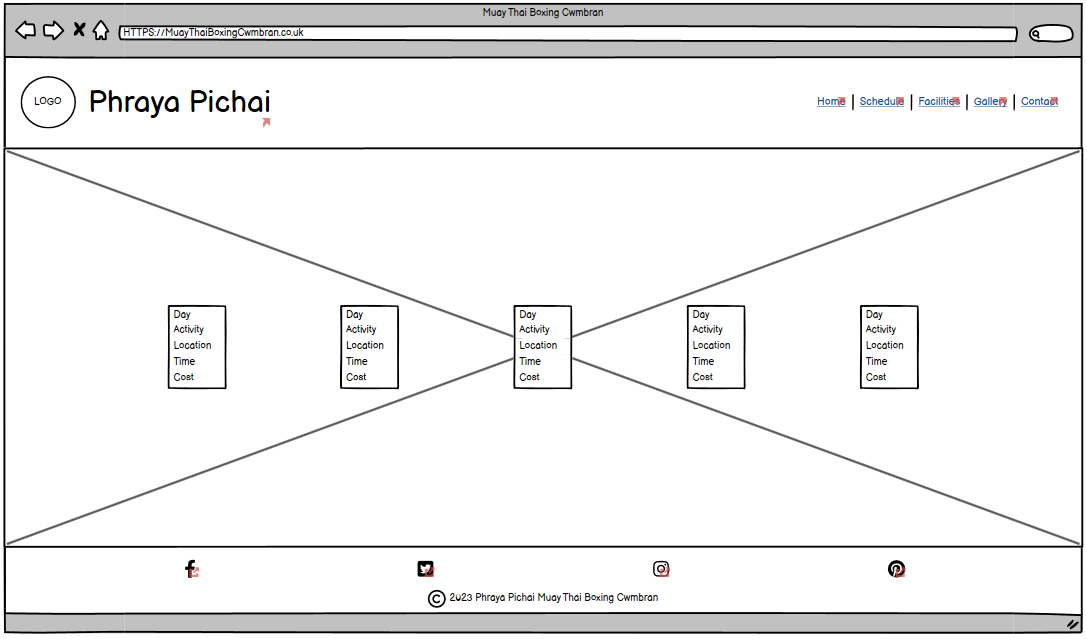 Muay Thai Boxing Cwmbran
HTTPS://MuayThaiBoxingCwmbran.co.uk
LOGO
Phraya Pichai
Home | Schedule | Facilities | Gallery | Contact
Day
Activity
Location
Time
Cost
Day
Activity
Location
Time
Cost
Day
Activity
Location
Time
Cost
Day
Activity
Location
Time
Cost
Day
Activity
Location
Time
Cost
© 2023 Phraya Pichai Muay Thai Boxing Cwmbran